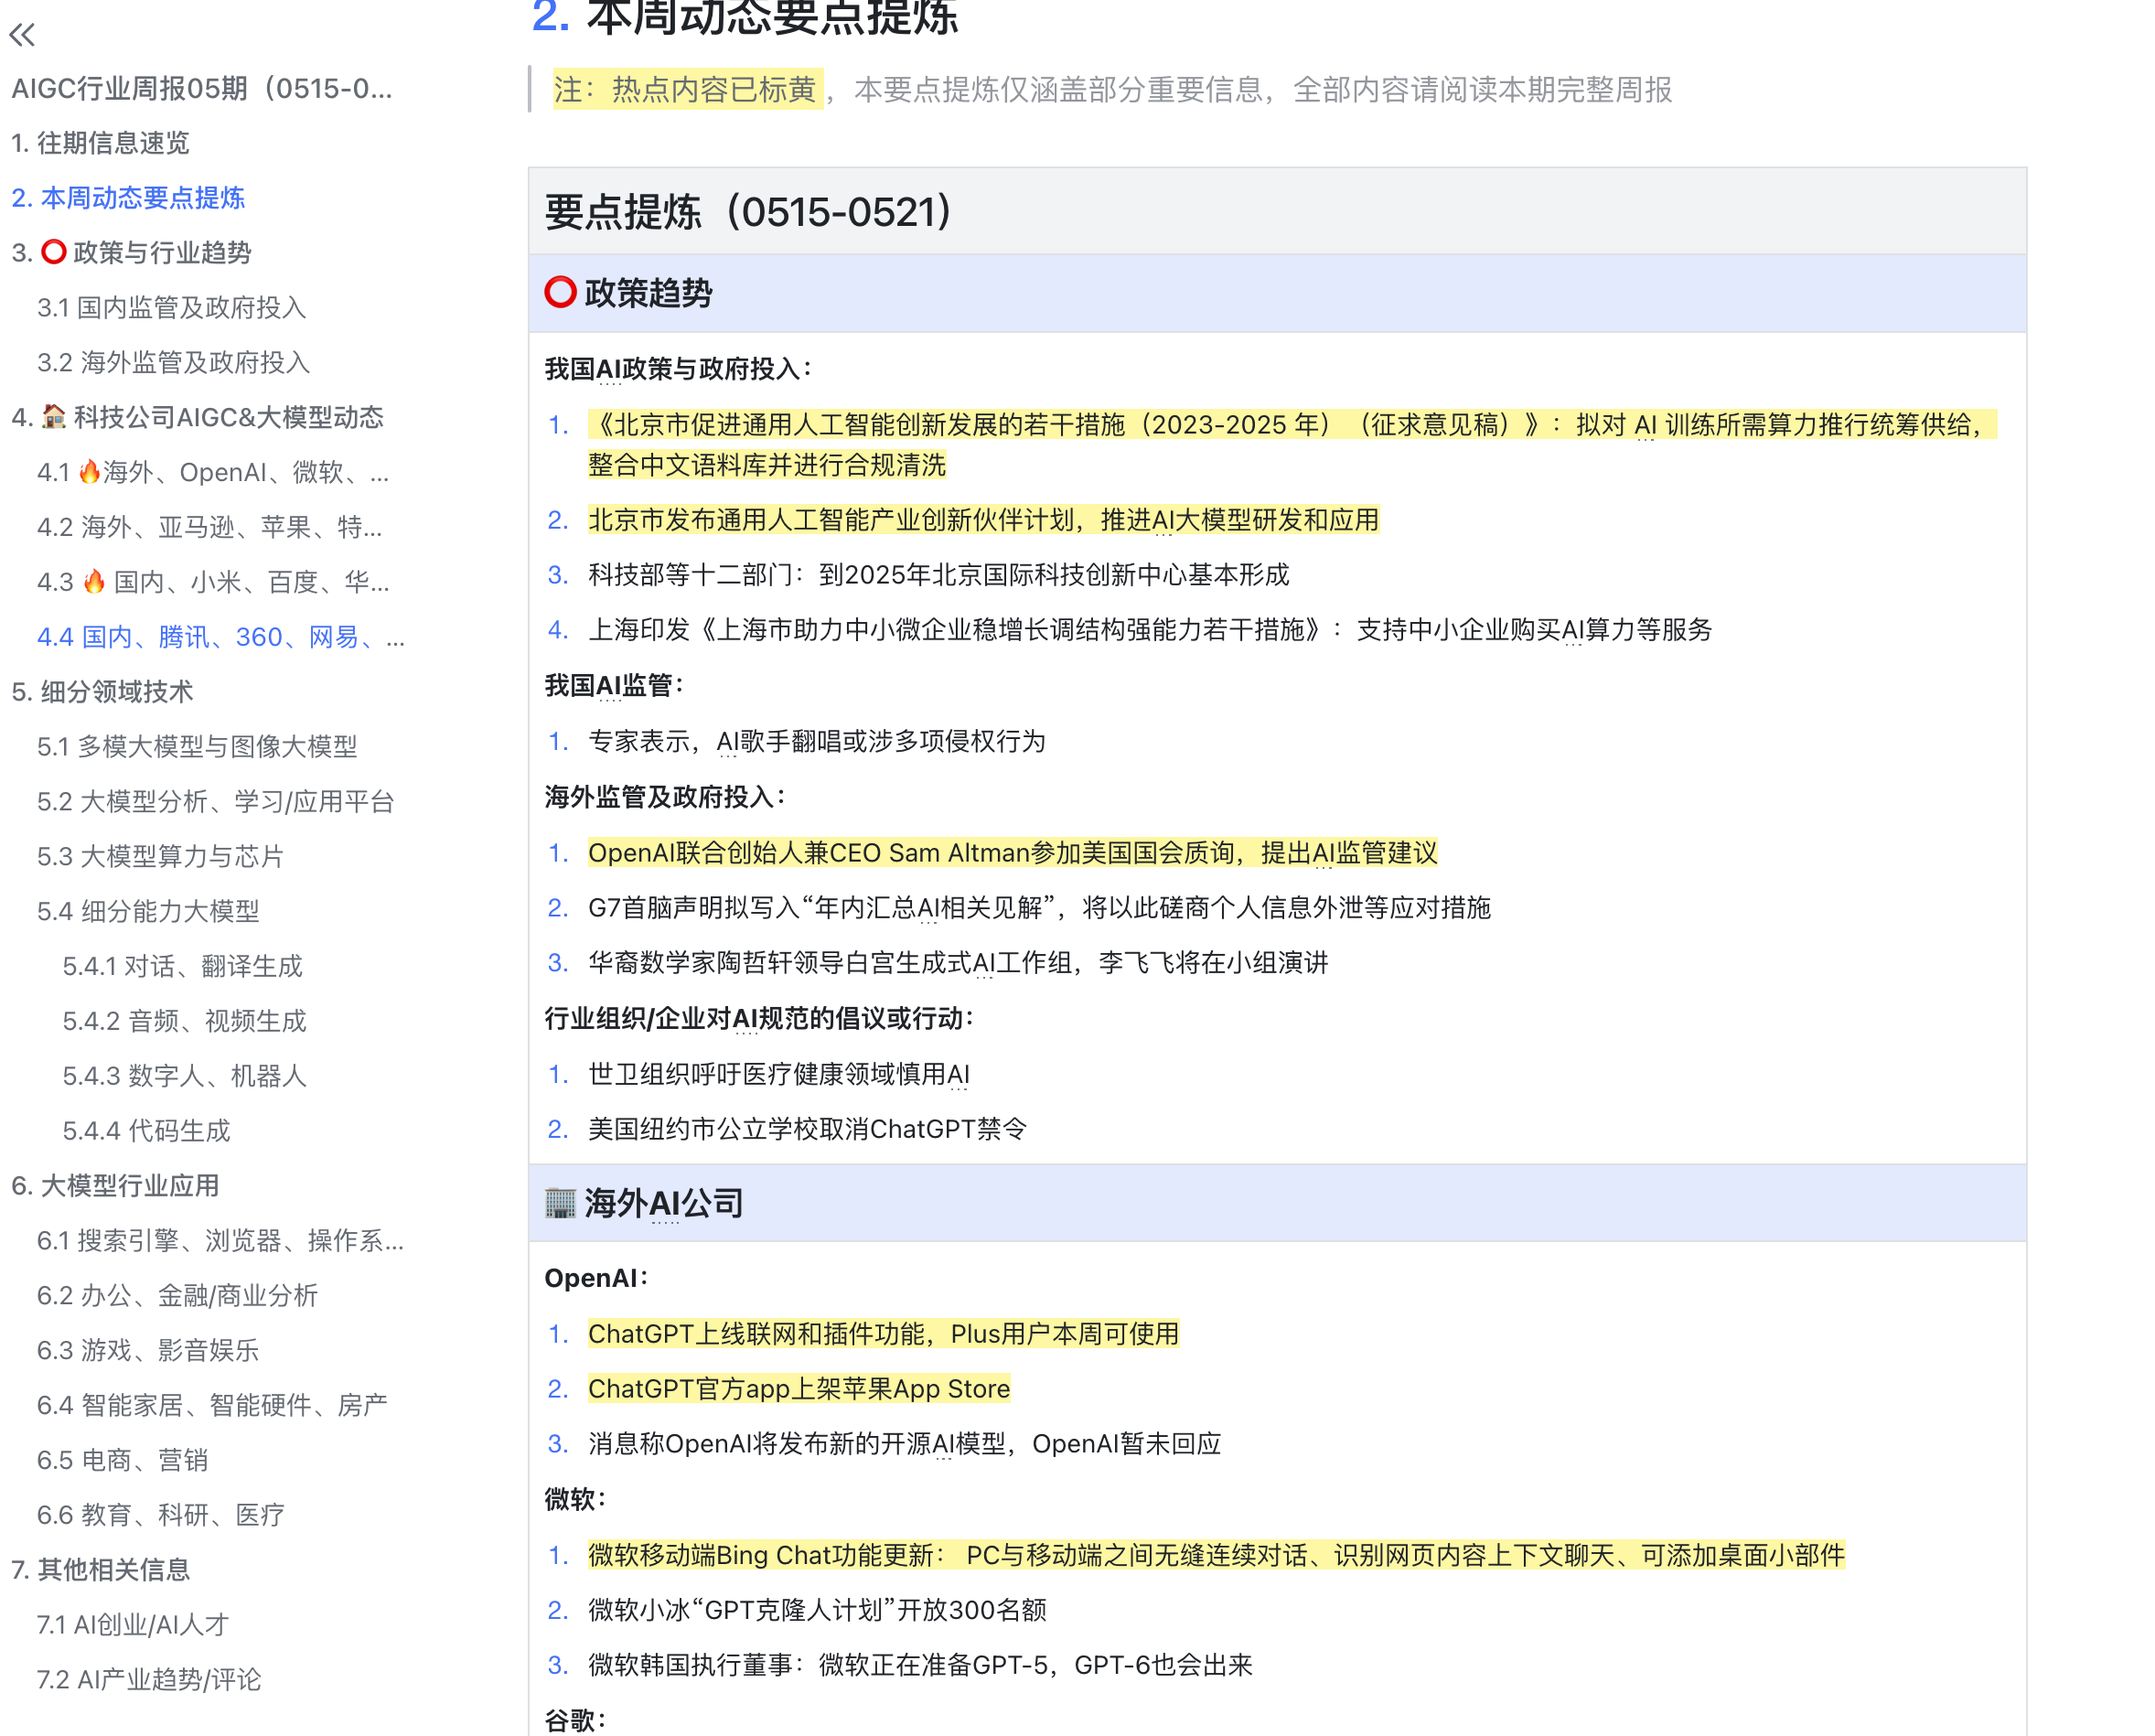 AIGC行业周报05期（0515-0...
1. 往期信息速览
2. 本周动态要点提炼
3. ⭕ 政策与行业趋势
3.1 国内监管及政府投入
3.2 海外监管及政府投入
4. 🏠 科技公司AIGC&大模型动态
4.1 🔥海外、OpenAI、微软、...
4.2 海外、亚马逊、苹果、特...
4.3 🔥 国内、小米、百度、华...
4.4 国内、腾讯、360、网易、...
5. 细分领域技术
5.1 多模大模型与图像大模型
5.2 大模型分析、学习/应用平台
5.3 大模型算力与芯片
5.4 细分能力大模型
5.4.1 对话、翻译生成
5.4.2 音频、视频生成
5.4.3 数字人、机器人
5.4.4 代码生成
6. 大模型行业应用
6.1 搜索引擎、浏览器、操作系...
6.2 办公、金融/商业分析
6.3 游戏、影音娱乐
6.4 智能家居、智能硬件、房产
6.5 电商、营销
6.6 教育、科研、医疗
7. 其他相关信息
7.1 AI创业/AI人才
7.2 AI产业趋势/评论
2. 本周动态要点提炼
注：热点内容已标黄，本要点提炼仅涵盖部分重要信息，全部内容请阅读本期完整周报
要点提炼（0515-0521）
⭕ 政策趋势
我国AI政策与政府投入：
1. 《北京市促进通用人工智能创新发展的若干措施（2023-2025 年）（征求意见稿）》：拟对 AI 训练所需算力推行统筹供给，
整合中文语料库并进行合规清洗
2. 北京市发布通用人工智能产业创新伙伴计划，推进AI大模型研发和应用
3. 科技部等十二部门：到2025年北京国际科技创新中心基本形成
4. 上海印发《上海市助力中小微企业稳增长调结构强能力若干措施》：支持中小企业购买AI算力等服务
我国AI监管：
1. 专家表示，AI歌手翻唱或涉多项侵权行为
海外监管及政府投入：
1. OpenAI联合创始人兼CEO Sam Altman参加美国国会质询，提出AI监管建议
2. G7首脑声明拟写入“年内汇总AI相关见解”，将以此磋商个人信息外泄等应对措施
3. 华裔数学家陶哲轩领导白宫生成式AI工作组，李飞飞将在小组演讲
行业组织/企业对AI规范的倡议或行动：
1. 世卫组织呼吁医疗健康领域慎用AI
2. 美国纽约市公立学校取消ChatGPT禁令
🏢 海外AI公司
OpenAI：
1. ChatGPT上线联网和插件功能，Plus用户本周可使用
2. ChatGPT官方app上架苹果App Store
3. 消息称OpenAI将发布新的开源AI模型，OpenAI暂未回应
微软：
1. 微软移动端Bing Chat功能更新： PC与移动端之间无缝连续对话、识别网页内容上下文聊天、可添加桌面小部件
2. 微软小冰“GPT克隆人计划”开放300名额
3. 微软韩国执行董事：微软正在准备GPT-5，GPT-6也会出来
谷歌：